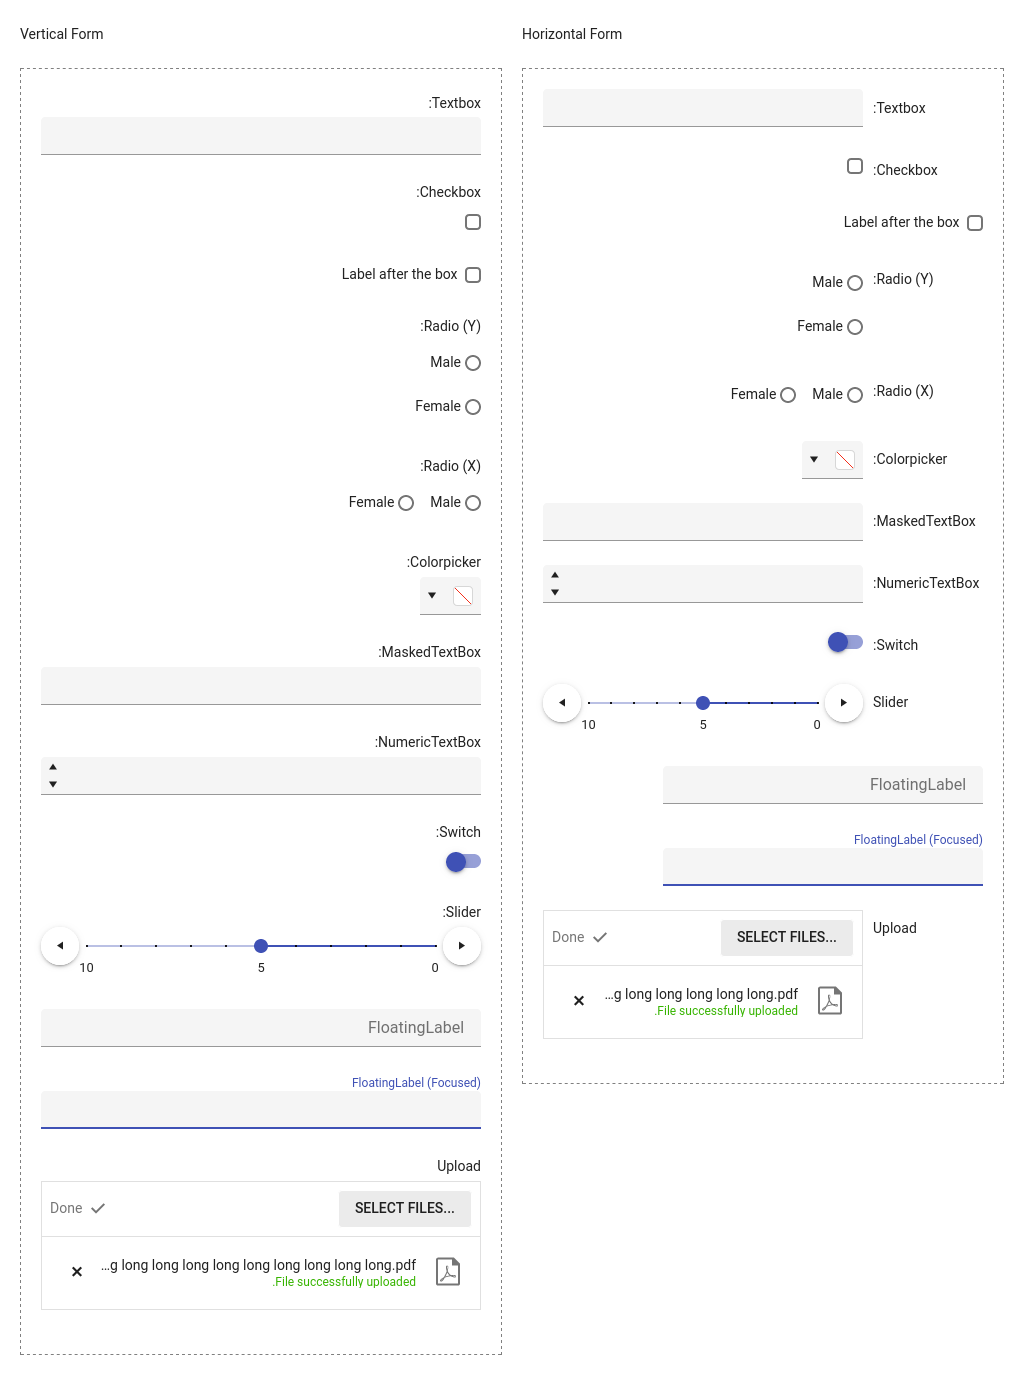 Vertical Form
:Textbox
:Checkbox
Label after the box
:Radio (Y)
Male
Female
:Radio (X)
Female Male
:Colorpicker
:MaskedTextBox
:NumericTextBox
:Switch
:Slider
10 5 0
FloatingLabel
FloatingLabel (Focused)
Upload
Done SELECT FILES...
...g long long long long long long long long long.pdf
.File successfully uploaded
Horizontal Form
:Textbox
:Checkbox
Label after the box
Male :Radio (Y)
Female
Female Male :Radio (X)
:Colorpicker
:MaskedTextBox
:NumericTextBox
:Switch
Slider
10 5 0
FloatingLabel
FloatingLabel (Focused)
Upload
Done SELECT FILES...
...g long long long long long.pdf
.File successfully uploaded